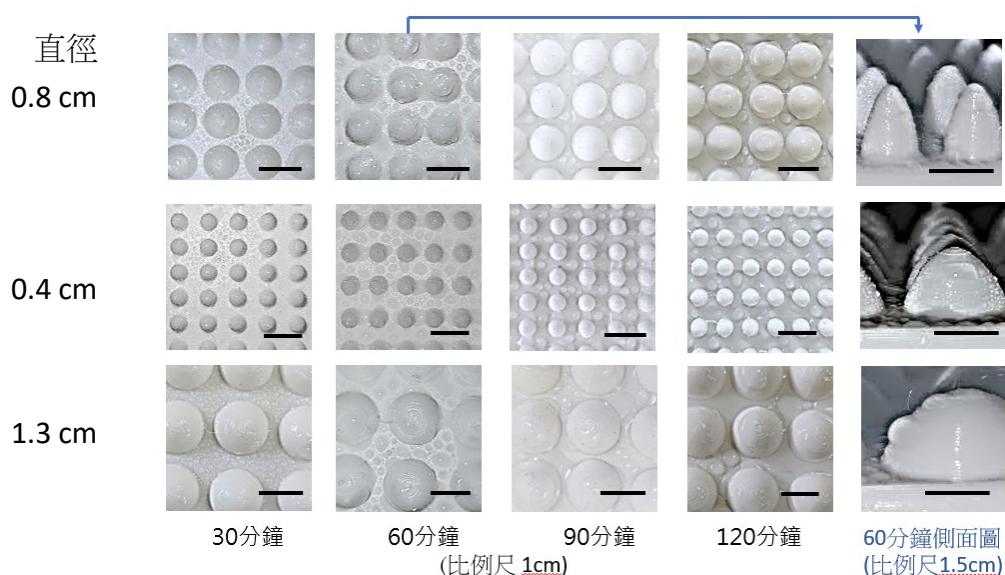 直徑
0.8 cm
0.4 cm
1.3 cm
30分鐘
60分鐘
90分鐘
120分鐘
60分鐘側面圖
(比例尺 1cm)
(比例尺1.5cm)